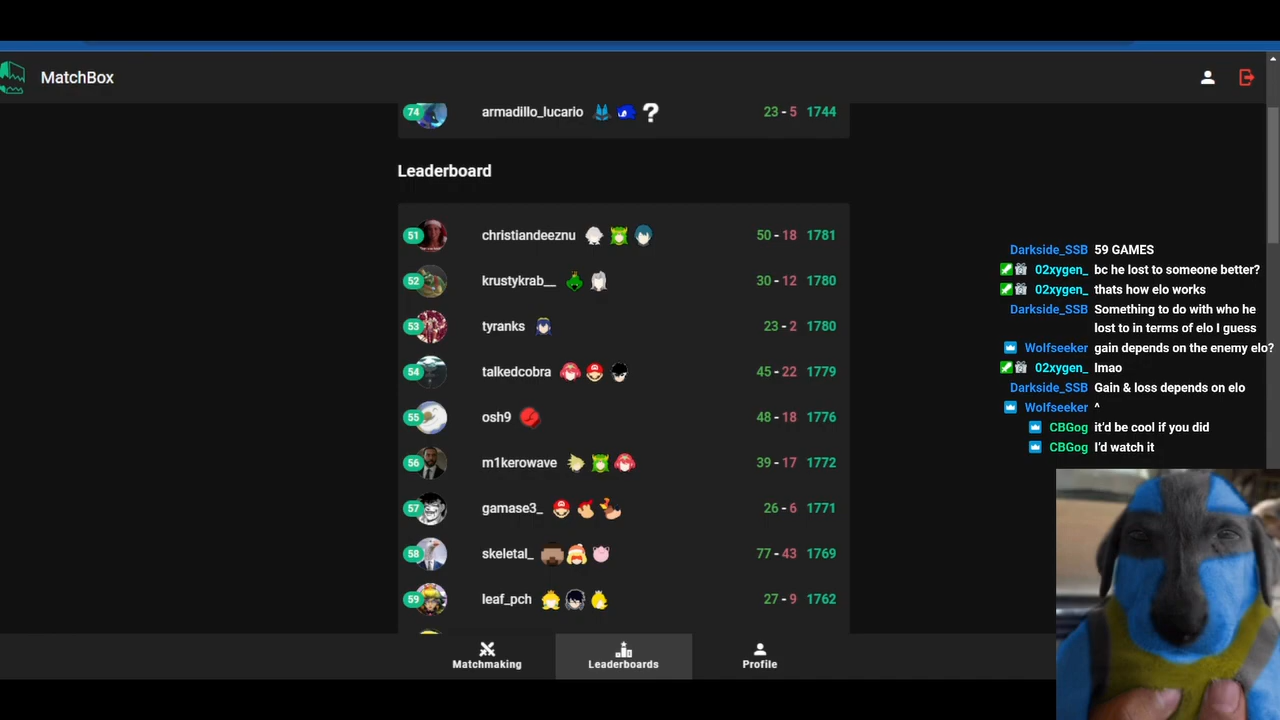 MatchBox
74 armadillo_lucario ? 23 - 5 1744
Leaderboard
51 christiandeeznu 50 - 18 1781
52 krustykrab__ 30 - 12 1780
53 tyranks 23 - 2 1780
54 talkedcobra 45 - 22 1779
55 osh9 48 - 18 1776
56 m1kerowave 39 - 17 1772
57 gamase3_ 26 - 6 1771
58 skeletal_ 77 - 43 1769
59 leaf_pch 27 - 9 1762
Matchmaking
Leaderboards
Profile
Darkside_SSB 59 GAMES
02xygen_ bc he lost to someone better?
02xygen_ thats how elo works
Darkside_SSB Something to do with who he
lost to in terms of elo I guess
Wolfseeker gain depends on the enemy elo?
02xygen_ lmao
Darkside_SSB Gain & loss depends on elo
Wolfseeker ^
CBGog it'd be cool if you did
CBGog I'd watch it